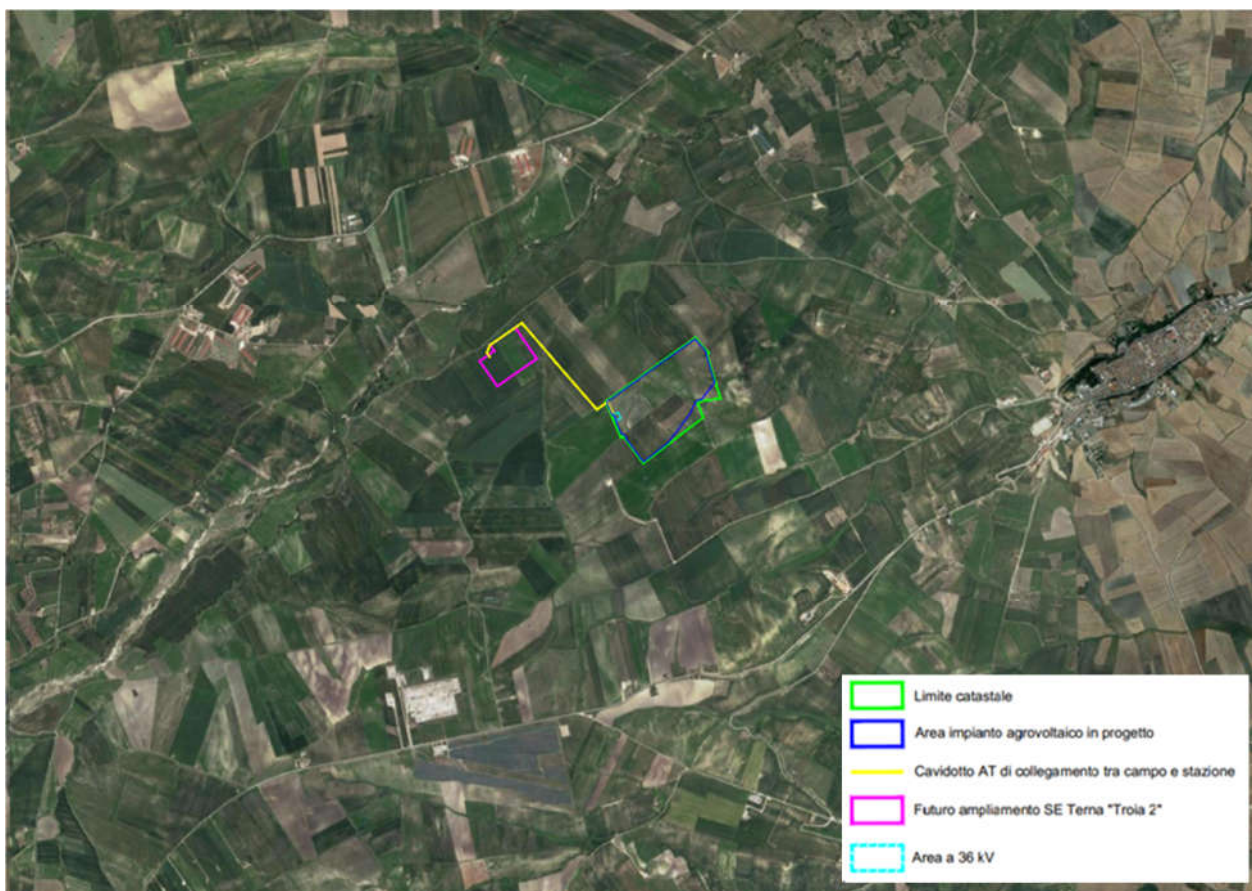 Limite catastale
Area impianto agrovoltaico in progetto
Cavidotto AT di collegamento tra campo e stazione
Futuro ampliamento SE Terna "Troia 2"
Area a 36 kV